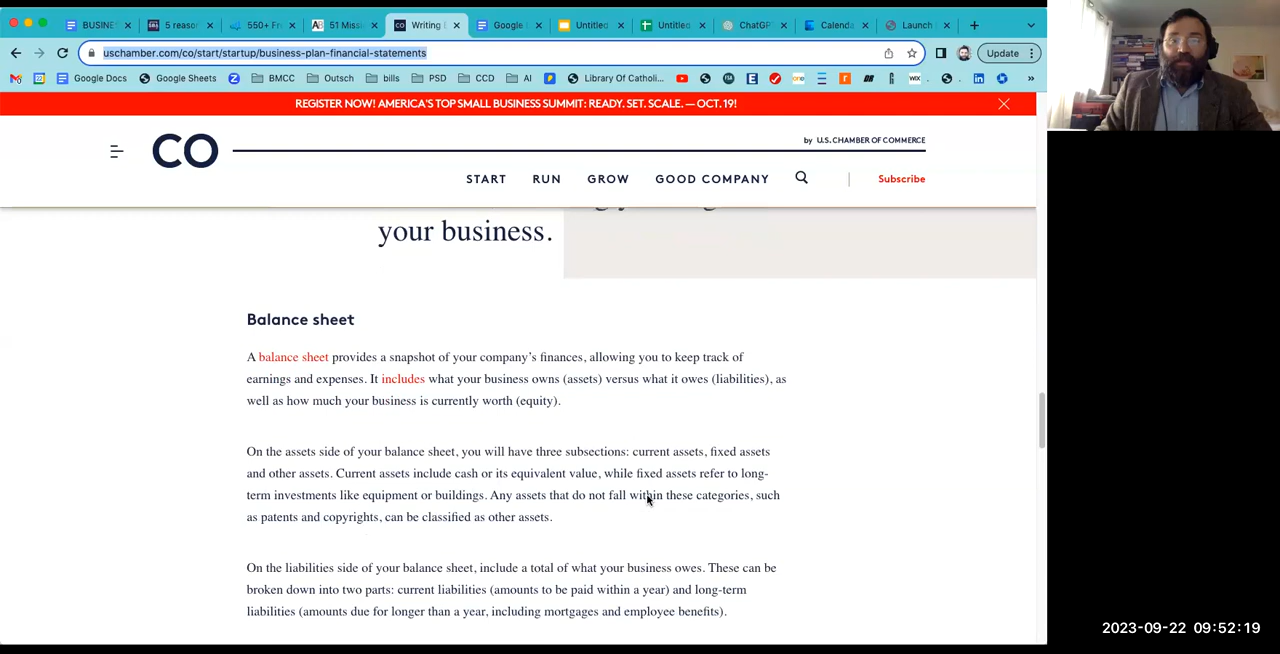 BUSINE
5 reason
550+ Fr
51 Missi
Writing
Google
Untitled
Untitled
ChatGP
Calenda
Launch
uschamber.com/co/start/startup/business-plan-financial-statements
Update
Google Docs
Google Sheets
BMCC
Outsch
bills
PSD
CCD
AI
Library Of Catholi...
WIX
REGISTER NOW! AMERICA'S TOP SMALL BUSINESS SUMMIT: READY. SET. SCALE. — OCT. 19!
CO
by U.S. CHAMBER OF COMMERCE
START RUN GROW GOOD COMPANY
Subscribe
your business.
Balance sheet
A balance sheet provides a snapshot of your company's finances, allowing you to keep track of
earnings and expenses. It includes what your business owns (assets) versus what it owes (liabilities), as
well as how much your business is currently worth (equity).
On the assets side of your balance sheet, you will have three subsections: current assets, fixed assets
and other assets. Current assets include cash or its equivalent value, while fixed assets refer to long-
term investments like equipment or buildings. Any assets that do not fall within these categories, such
as patents and copyrights, can be classified as other assets.
On the liabilities side of your balance sheet, include a total of what your business owes. These can be
broken down into two parts: current liabilities (amounts to be paid within a year) and long-term
liabilities (amounts due for longer than a year, including mortgages and employee benefits).
2023-09-22 09:52:19